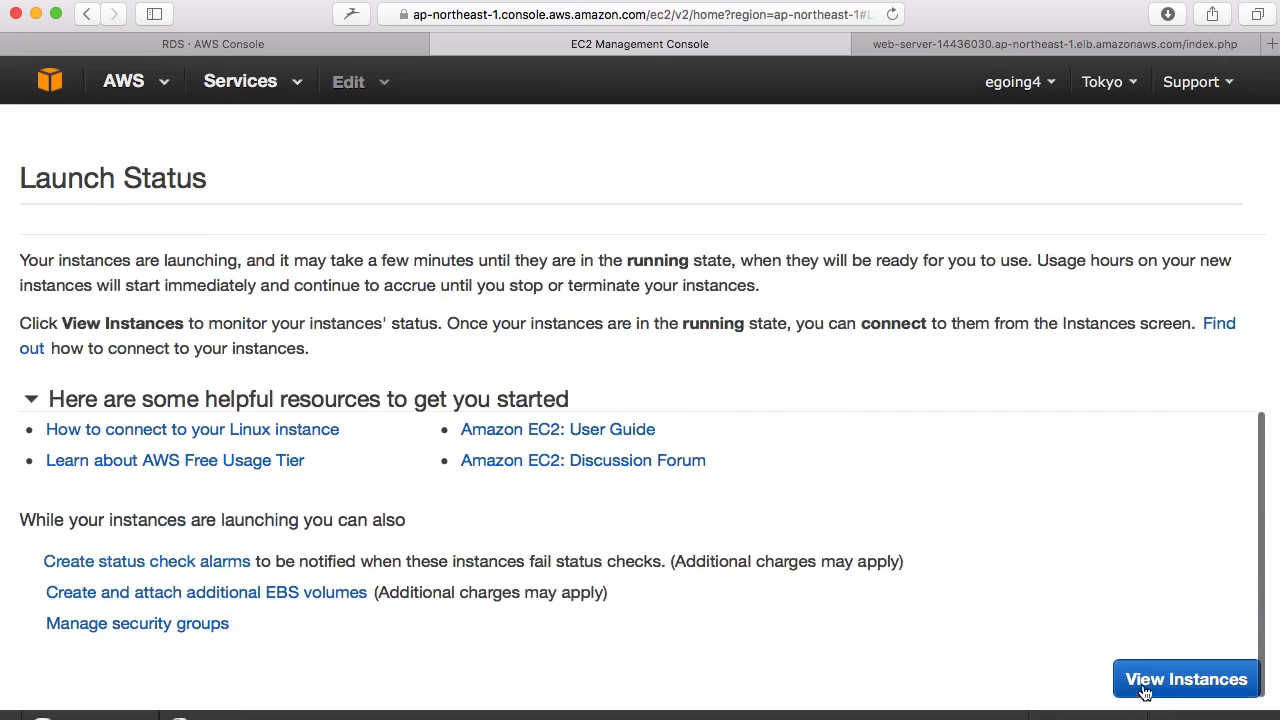 ap-northeast-1.console.aws.amazon.com/ec2/v2/home?region=ap-northeast-1#L
RDS · AWS Console
EC2 Management Console
web-server-14436030.ap-northeast-1.elb.amazonaws.com/index.php
AWS Services Edit egoing4 Tokyo Support
Launch Status
Your instances are launching, and it may take a few minutes until they are in the running state, when they will be ready for you to use. Usage hours on your new
instances will start immediately and continue to accrue until you stop or terminate your instances.
Click View Instances to monitor your instances' status. Once your instances are in the running state, you can connect to them from the Instances screen. Find
out how to connect to your instances.
Here are some helpful resources to get you started
• How to connect to your Linux instance
• Amazon EC2: User Guide
• Learn about AWS Free Usage Tier
• Amazon EC2: Discussion Forum
While your instances are launching you can also
Create status check alarms to be notified when these instances fail status checks. (Additional charges may apply)
Create and attach additional EBS volumes (Additional charges may apply)
Manage security groups
View Instances